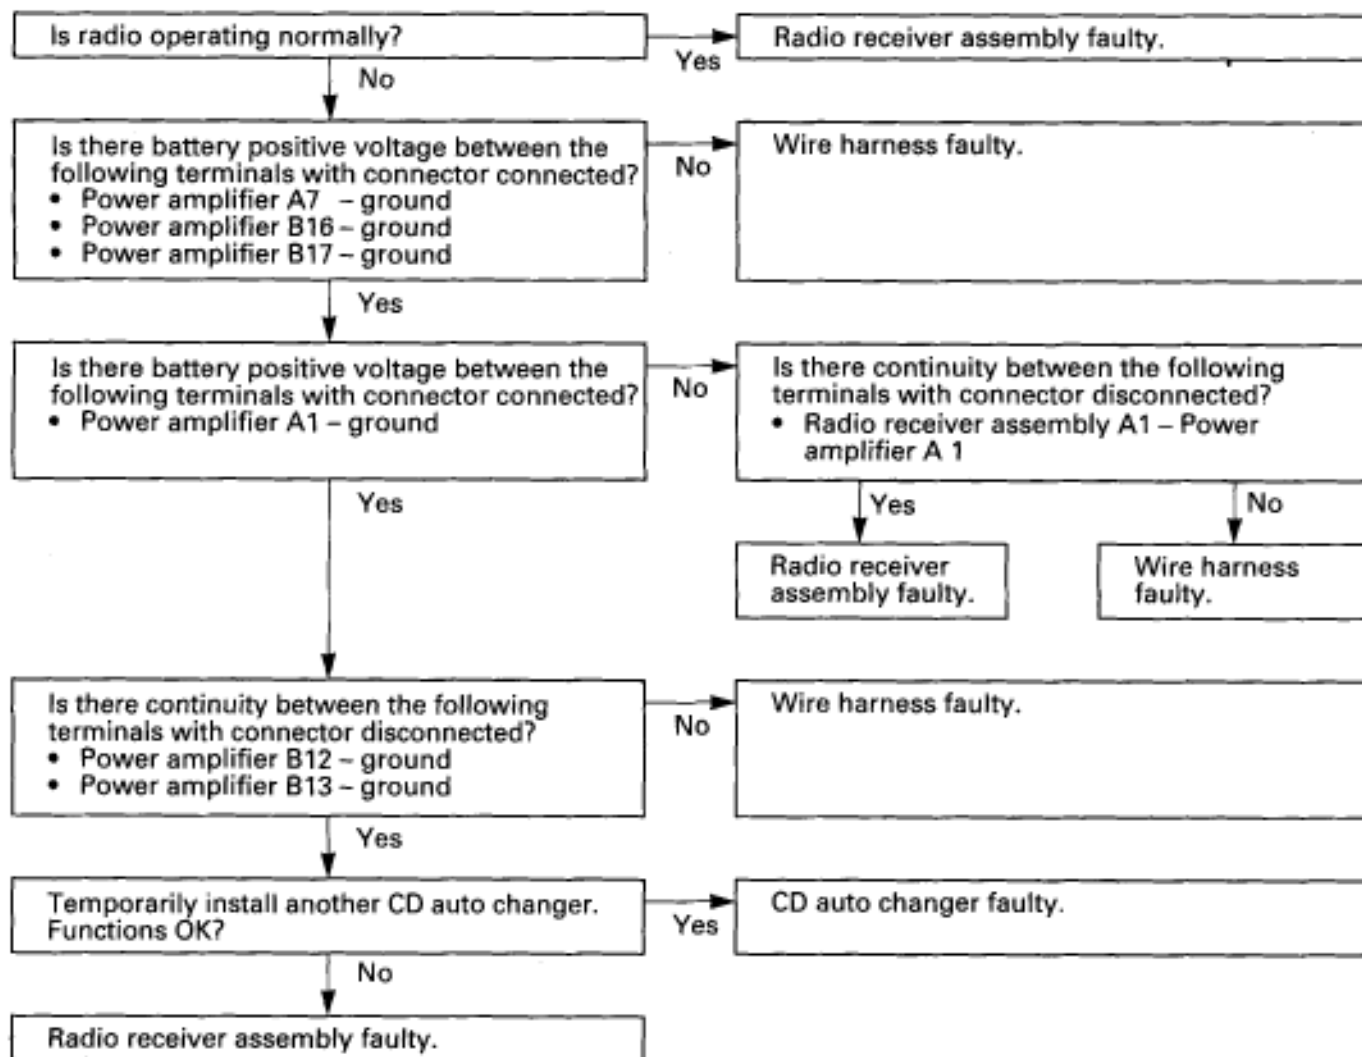 Is radio operating normally?
Yes
Radio receiver assembly faulty.
No
Is there battery positive voltage between the
following terminals with connector connected?
• Power amplifier A7 – ground
• Power amplifier B16 – ground
• Power amplifier B17 – ground
No
Wire harness faulty.
Yes
Is there battery positive voltage between the
following terminals with connector connected?
• Power amplifier A1 – ground
No
Is there continuity between the following
terminals with connector disconnected?
• Radio receiver assembly A1 – Power
amplifier A 1
Yes
Yes
No
Radio receiver
assembly faulty.
Wire harness
faulty.
Is there continuity between the following
terminals with connector disconnected?
• Power amplifier B12 – ground
• Power amplifier B13 – ground
No
Wire harness faulty.
Yes
Temporarily install another CD auto changer.
Functions OK?
Yes
CD auto changer faulty.
No
Radio receiver assembly faulty.